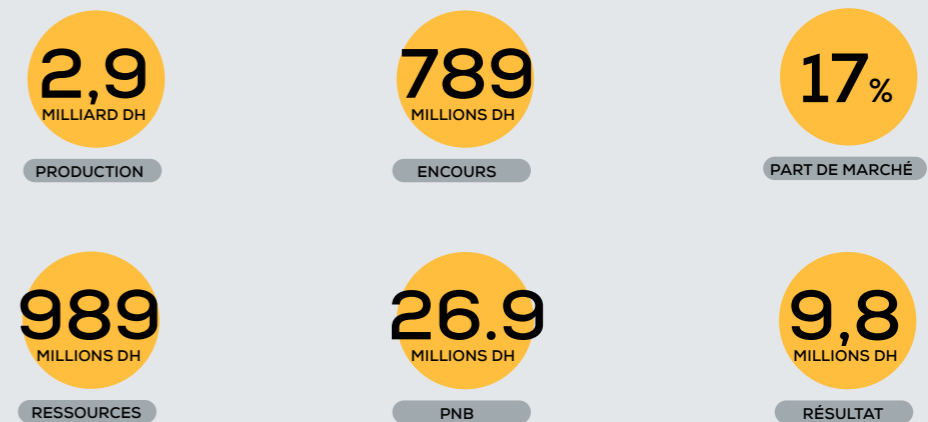 2,9
MILLIARD DH
PRODUCTION
789
MILLIONS DH
ENCOURS
17%
PART DE MARCHÉ
989
MILLIONS DH
RESSOURCES
26.9
MILLIONS DH
PNB
9,8
MILLIONS DH
RÉSULTAT